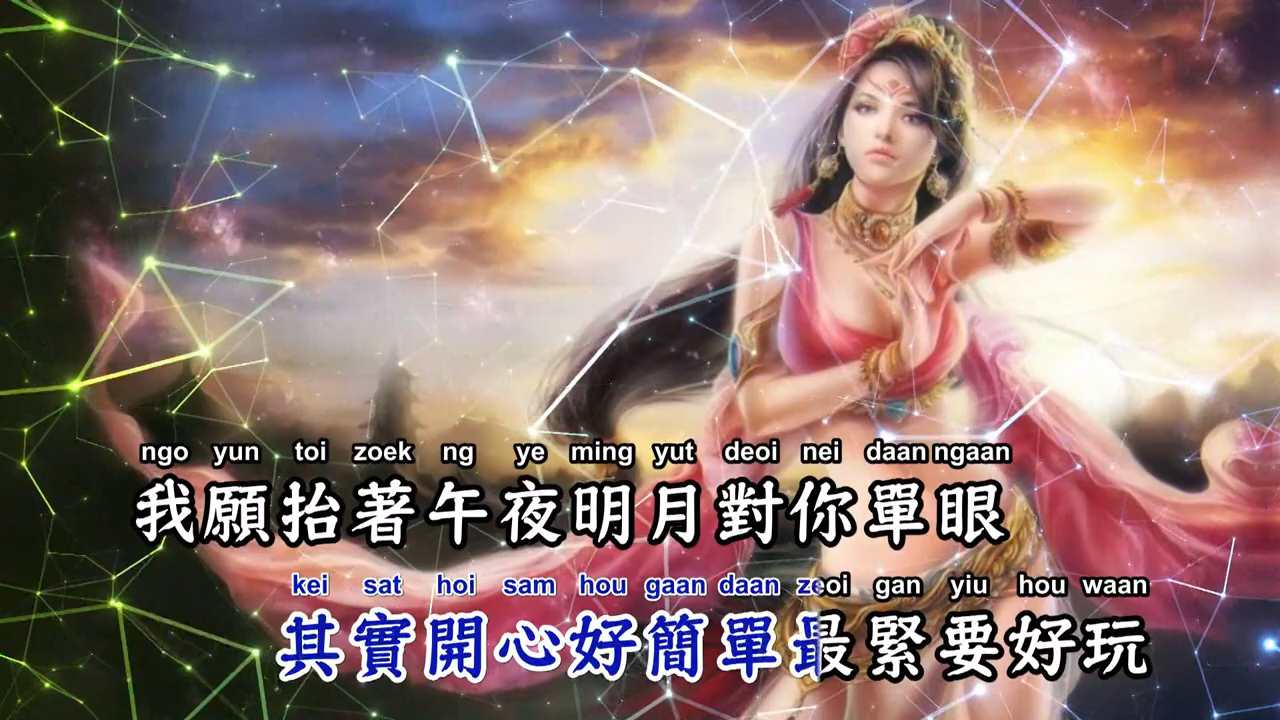 ngo yun toi zoek ng ye ming yut deoi nei daan ngaan
我願抬著午夜明月對你單眼
kei sat hoi sam hou gaan daan zeoi gan yiu hou waan
其實開心好簡單最緊要好玩